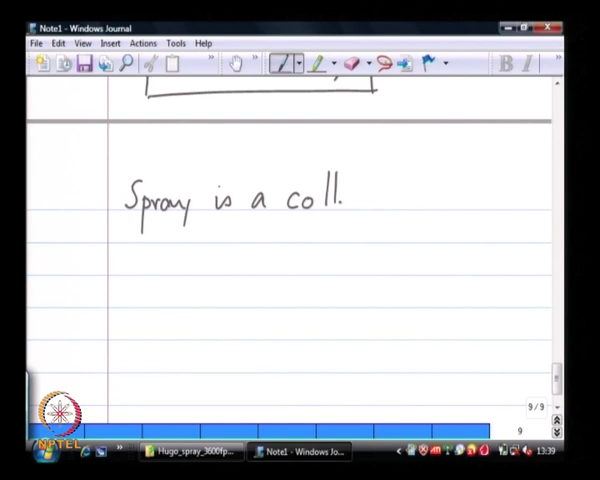 Note1 - Windows Journal
File Edit View Insert Actions Tools Help
B I
Spray is a coll.
9/9
9
NPTEL
Hugo_spray_3600fp...
Note1 - Windows Jo...
13:39